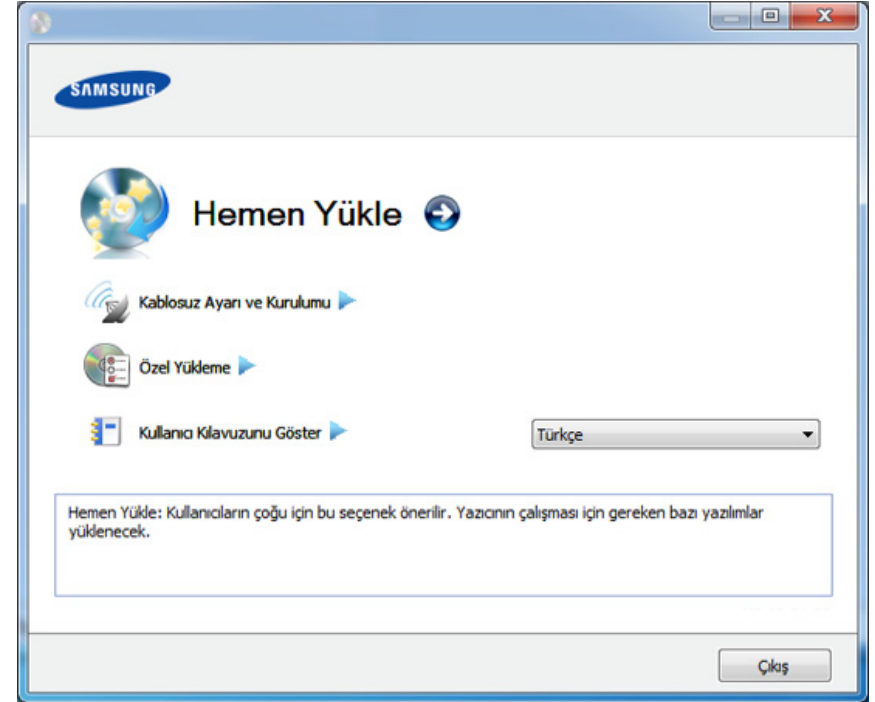 SAMSUNG
Hemen Yükle
Kablosuz Ayarı ve Kurulumu
Özel Yükleme
Kullanıcı Kılavuzunu Göster
Türkçe
Hemen Yükle: Kullanıcıların çoğu için bu seçenek önerilir. Yazıcının çalışması için gereken bazı yazılımlar
yüklenecek.
Çıkış